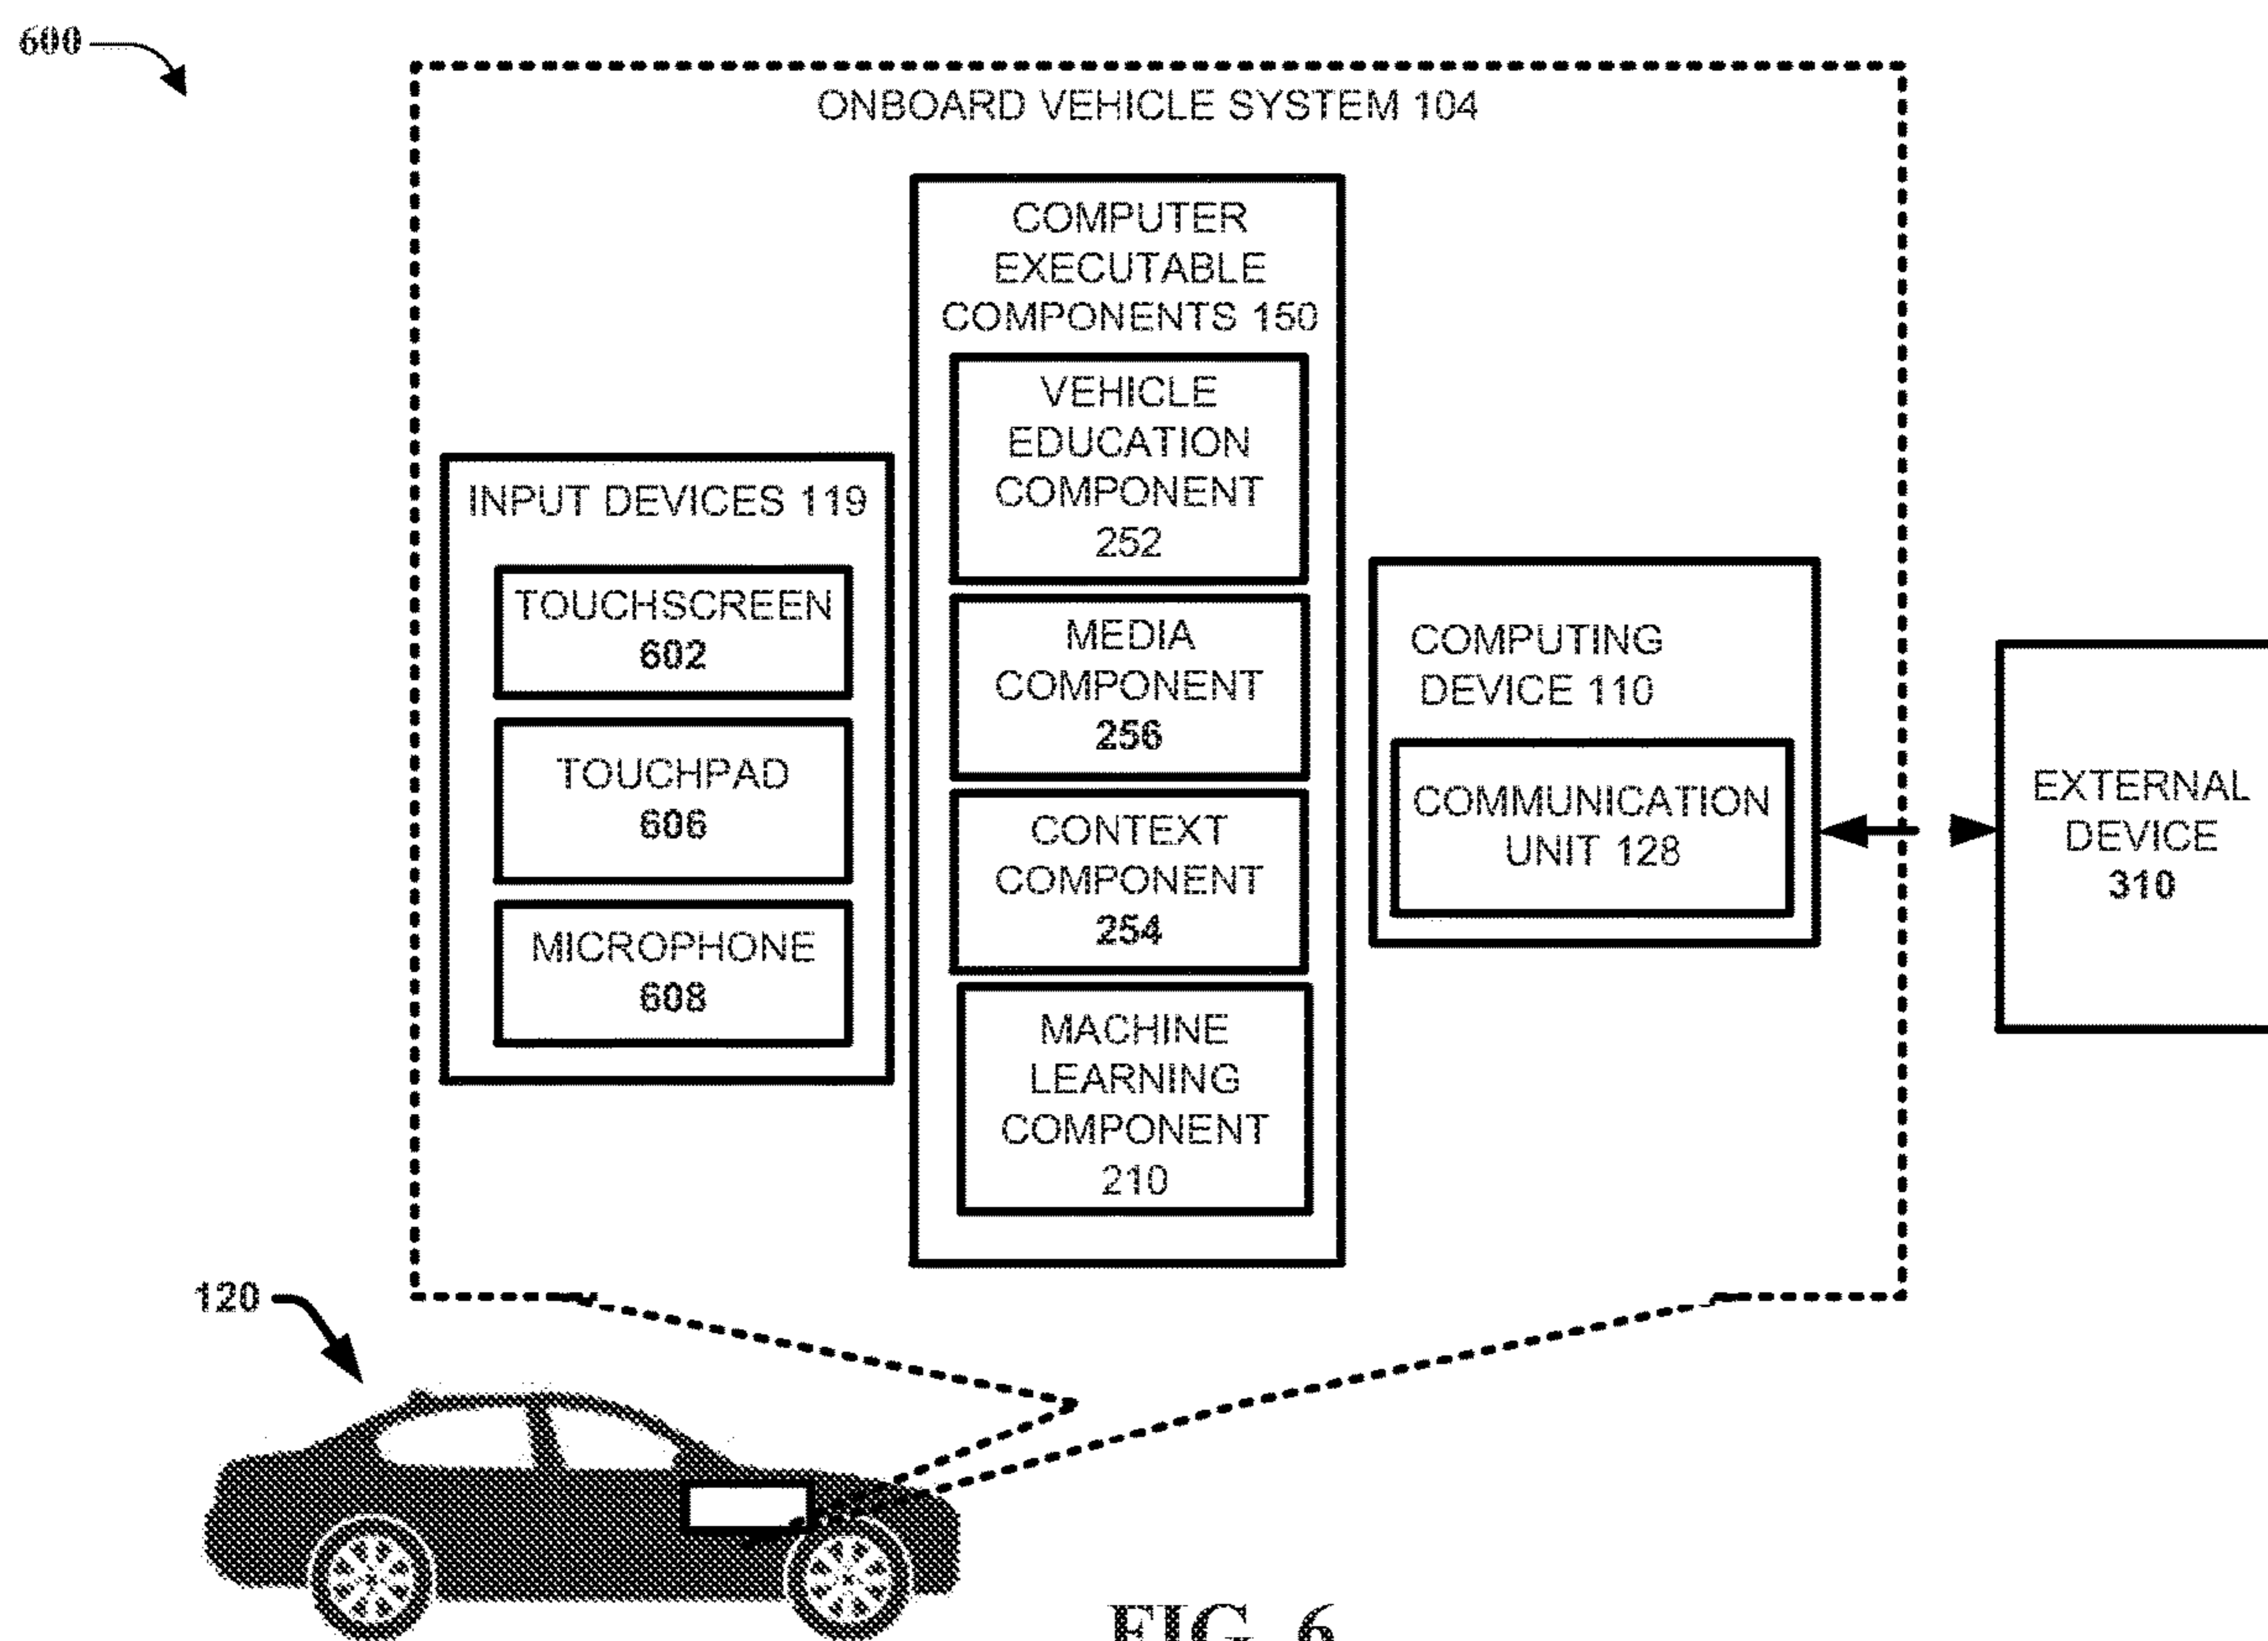 600
ONBOARD VEHICLE SYSTEM 104
INPUT DEVICES 119
TOUCHSCREEN
602
TOUCHPAD
606
MICROPHONE
608
COMPUTER
EXECUTABLE
COMPONENTS 150
VEHICLE
EDUCATION
COMPONENT
252
MEDIA
COMPONENT
256
CONTEXT
COMPONENT
254
MACHINE
LEARNING
COMPONENT
210
COMPUTING
DEVICE 110
COMMUNICATION
UNIT 128
EXTERNAL
DEVICE
310
120
FIG. 6